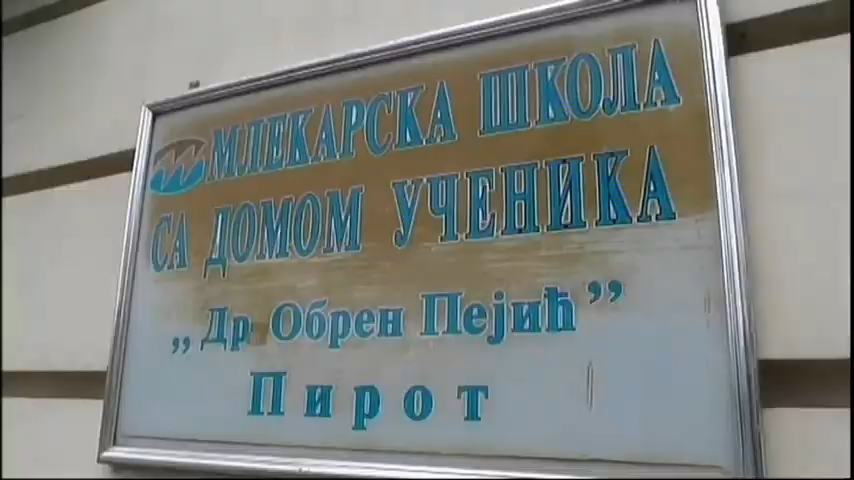 МЛЕКАРСКА ШКОЛА
СА ДОМОМ УЧЕНИКА
„Др Обрен Пејић”
Пирот